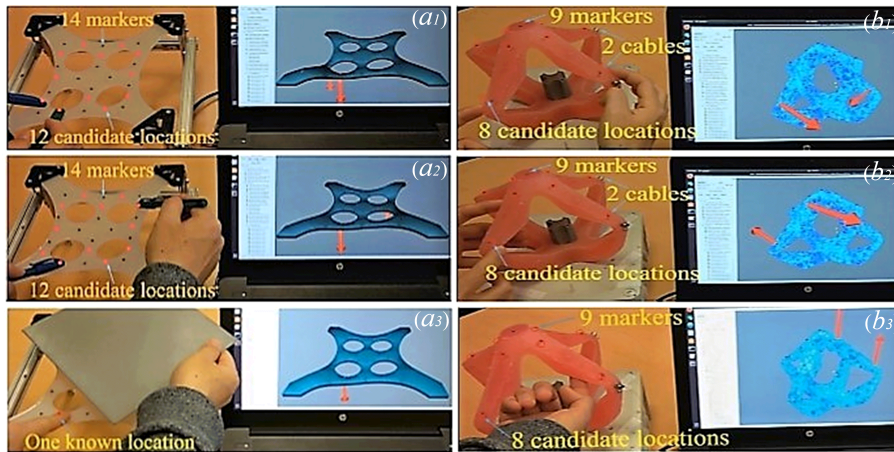 14 markers
(a1)
12 candidate locations
9 markers
(b1)
2 cables
8 candidate locations
14 markers
(a2)
12 candidate locations
9 markers
(b2)
2 cables
8 candidate locations
(a3)
One known location
9 markers
(b3)
8 candidate locations